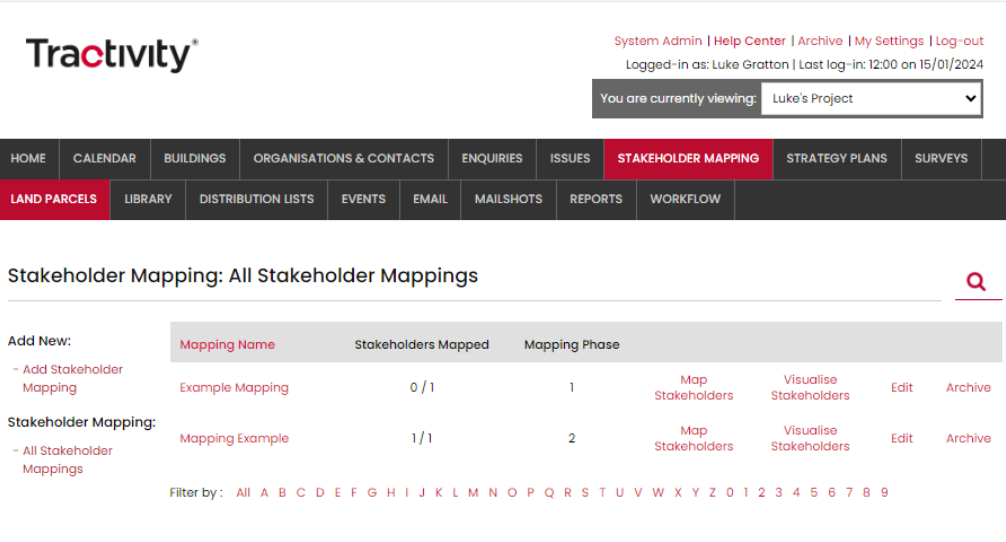 Tractivity
System Admin | Help Center | Archive | My Settings | Log-out
Logged-in as: Luke Gratton | Last log-in: 12:00 on 15/01/2024
You are currently viewing: Luke's Project
HOME CALENDAR BUILDINGS ORGANISATIONS & CONTACTS ENQUIRIES ISSUES STAKEHOLDER MAPPING STRATEGY PLANS SURVEYS
LAND PARCELS LIBRARY DISTRIBUTION LISTS EVENTS EMAIL MAILSHOTS REPORTS WORKFLOW
Stakeholder Mapping: All Stakeholder Mappings
Add New:
- Add Stakeholder
Mapping
Stakeholder Mapping:
- All Stakeholder
Mappings
Mapping Name Stakeholders Mapped Mapping Phase
Example Mapping 0 / 1 1 Map Stakeholders Visualise Stakeholders Edit Archive
Mapping Example 1 / 1 2 Map Stakeholders Visualise Stakeholders Edit Archive
Filter by : All A B C D E F G H I J K L M N O P Q R S T U V W X Y Z 0 1 2 3 4 5 6 7 8 9